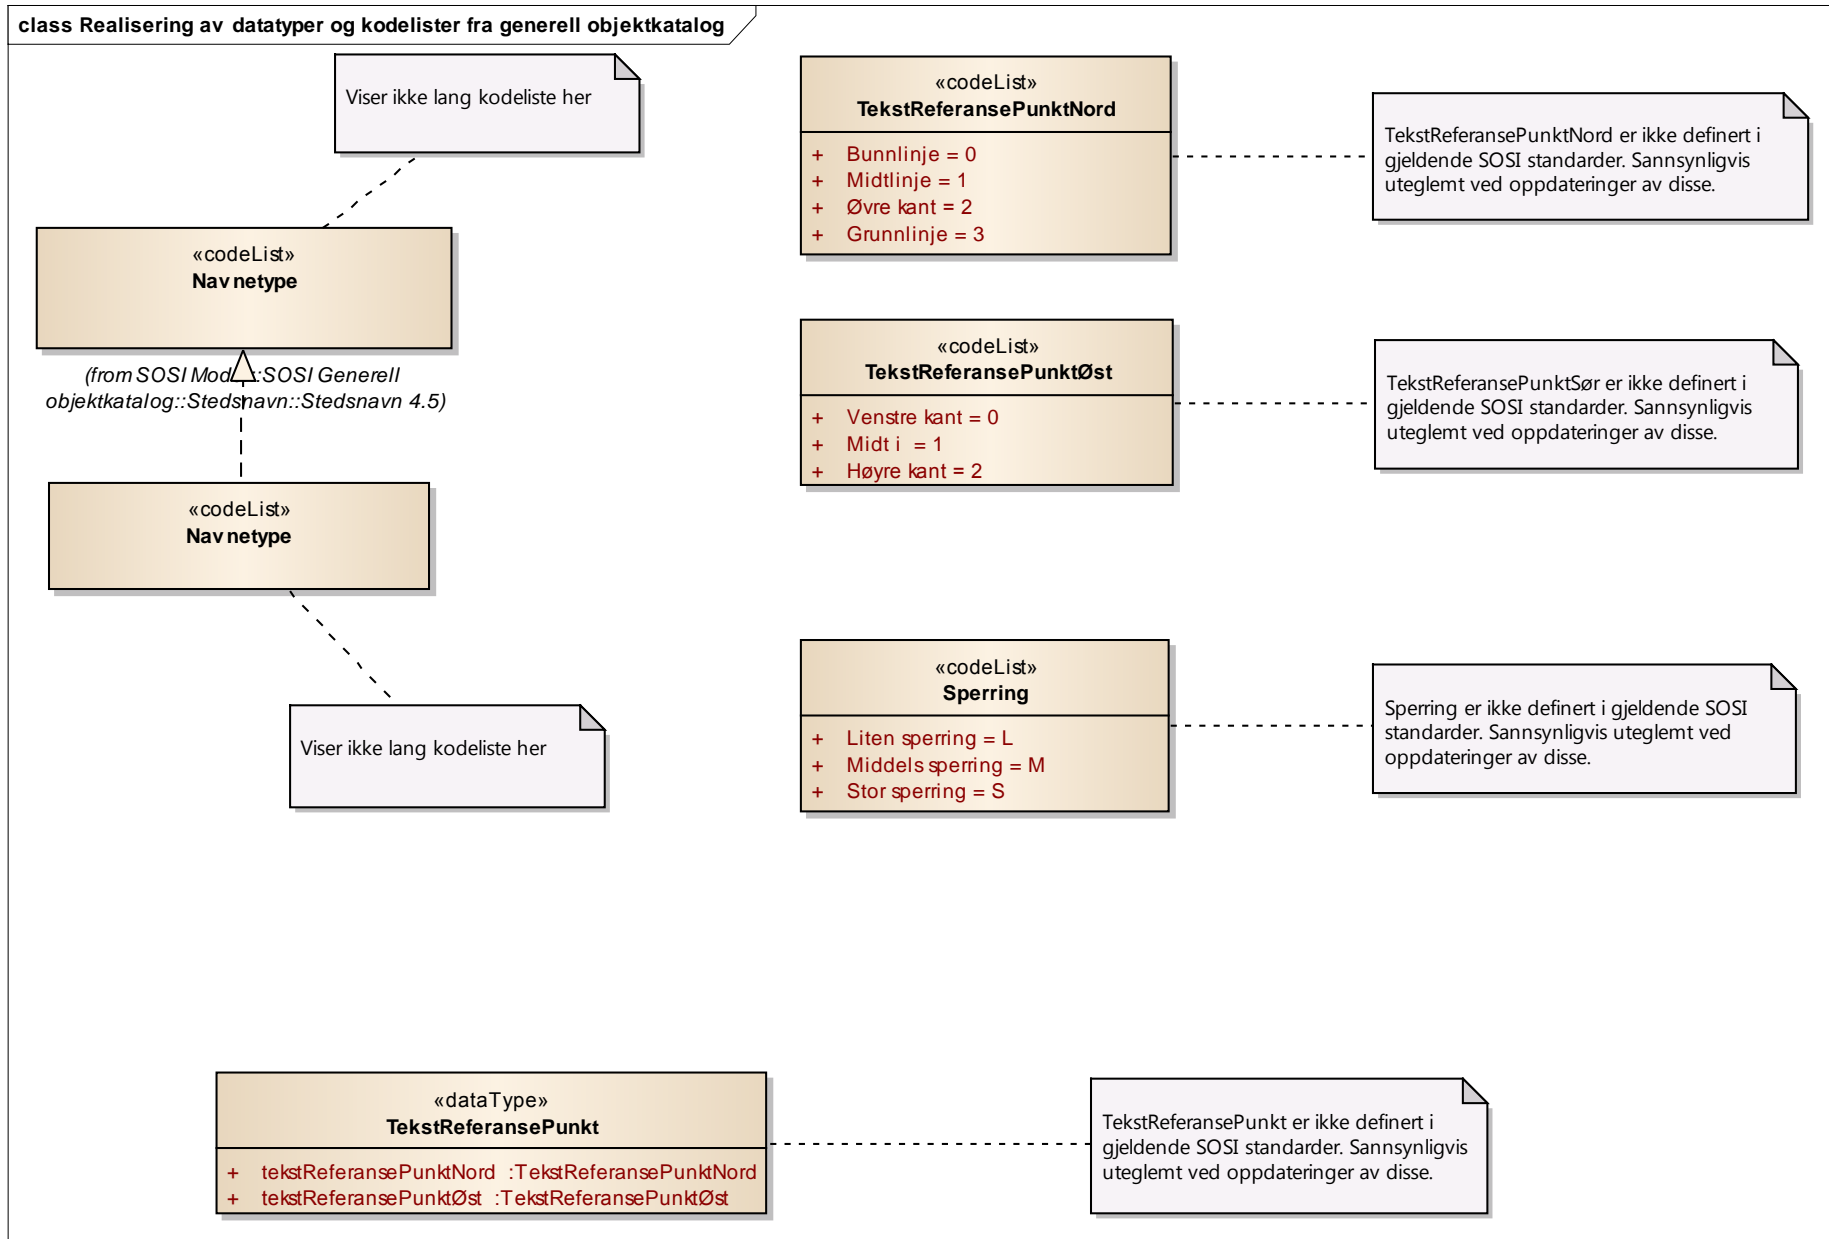 class Realisering av datatyper og kodelister fra generell objektkatalog
Viser ikke lang kodeliste her
«codeList»
Navnetype
(from SOSI Mod :SOSI Generell
objektkatalog::Stedsnavn::Stedsnavn 4.5)
«codeList»
Navnetype
Viser ikke lang kodeliste her
«codeList»
TekstReferansePunktNord
+ Bunnlinje = 0
+ Midtlinje = 1
+ Øvre kant = 2
+ Grunnlinje = 3
TekstReferansePunktNord er ikke definert i
gjeldende SOSI standarder. Sannsynligvis
uteglemt ved oppdateringer av disse.
«codeList»
TekstReferansePunktØst
+ Venstre kant = 0
+ Midt i = 1
+ Høyre kant = 2
TekstReferansePunktSør er ikke definert i
gjeldende SOSI standarder. Sannsynligvis
uteglemt ved oppdateringer av disse.
«codeList»
Sperring
+ Liten sperring = L
+ Middels sperring = M
+ Stor sperring = S
Sperring er ikke definert i gjeldende SOSI
standarder. Sannsynligvis uteglemt ved
oppdateringer av disse.
«dataType»
TekstReferansePunkt
+ tekstReferansePunktNord :TekstReferansePunktNord
+ tekstReferansePunktØst :TekstReferansePunktØst
TekstReferansePunkt er ikke definert i
gjeldende SOSI standarder. Sannsynligvis
uteglemt ved oppdateringer av disse.